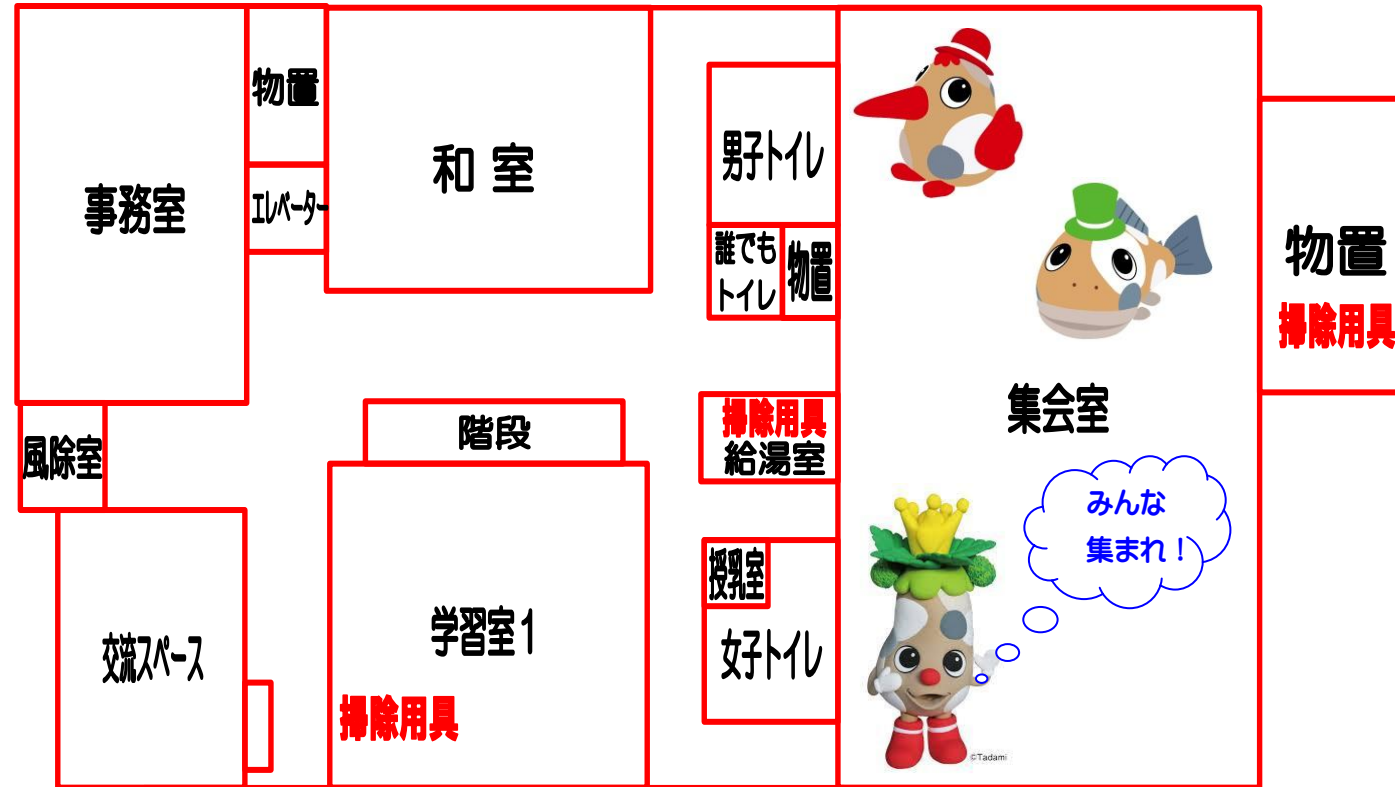 事務室
物置
エレベーター
和 室
男子トイレ
誰でも
トイレ
物置
集会室
物置
掃除用具
風除室
階段
掃除用具
給湯室
みんな
集まれ！
交流スペース
学習室１
掃除用具
授乳室
女子トイレ
©Tadami